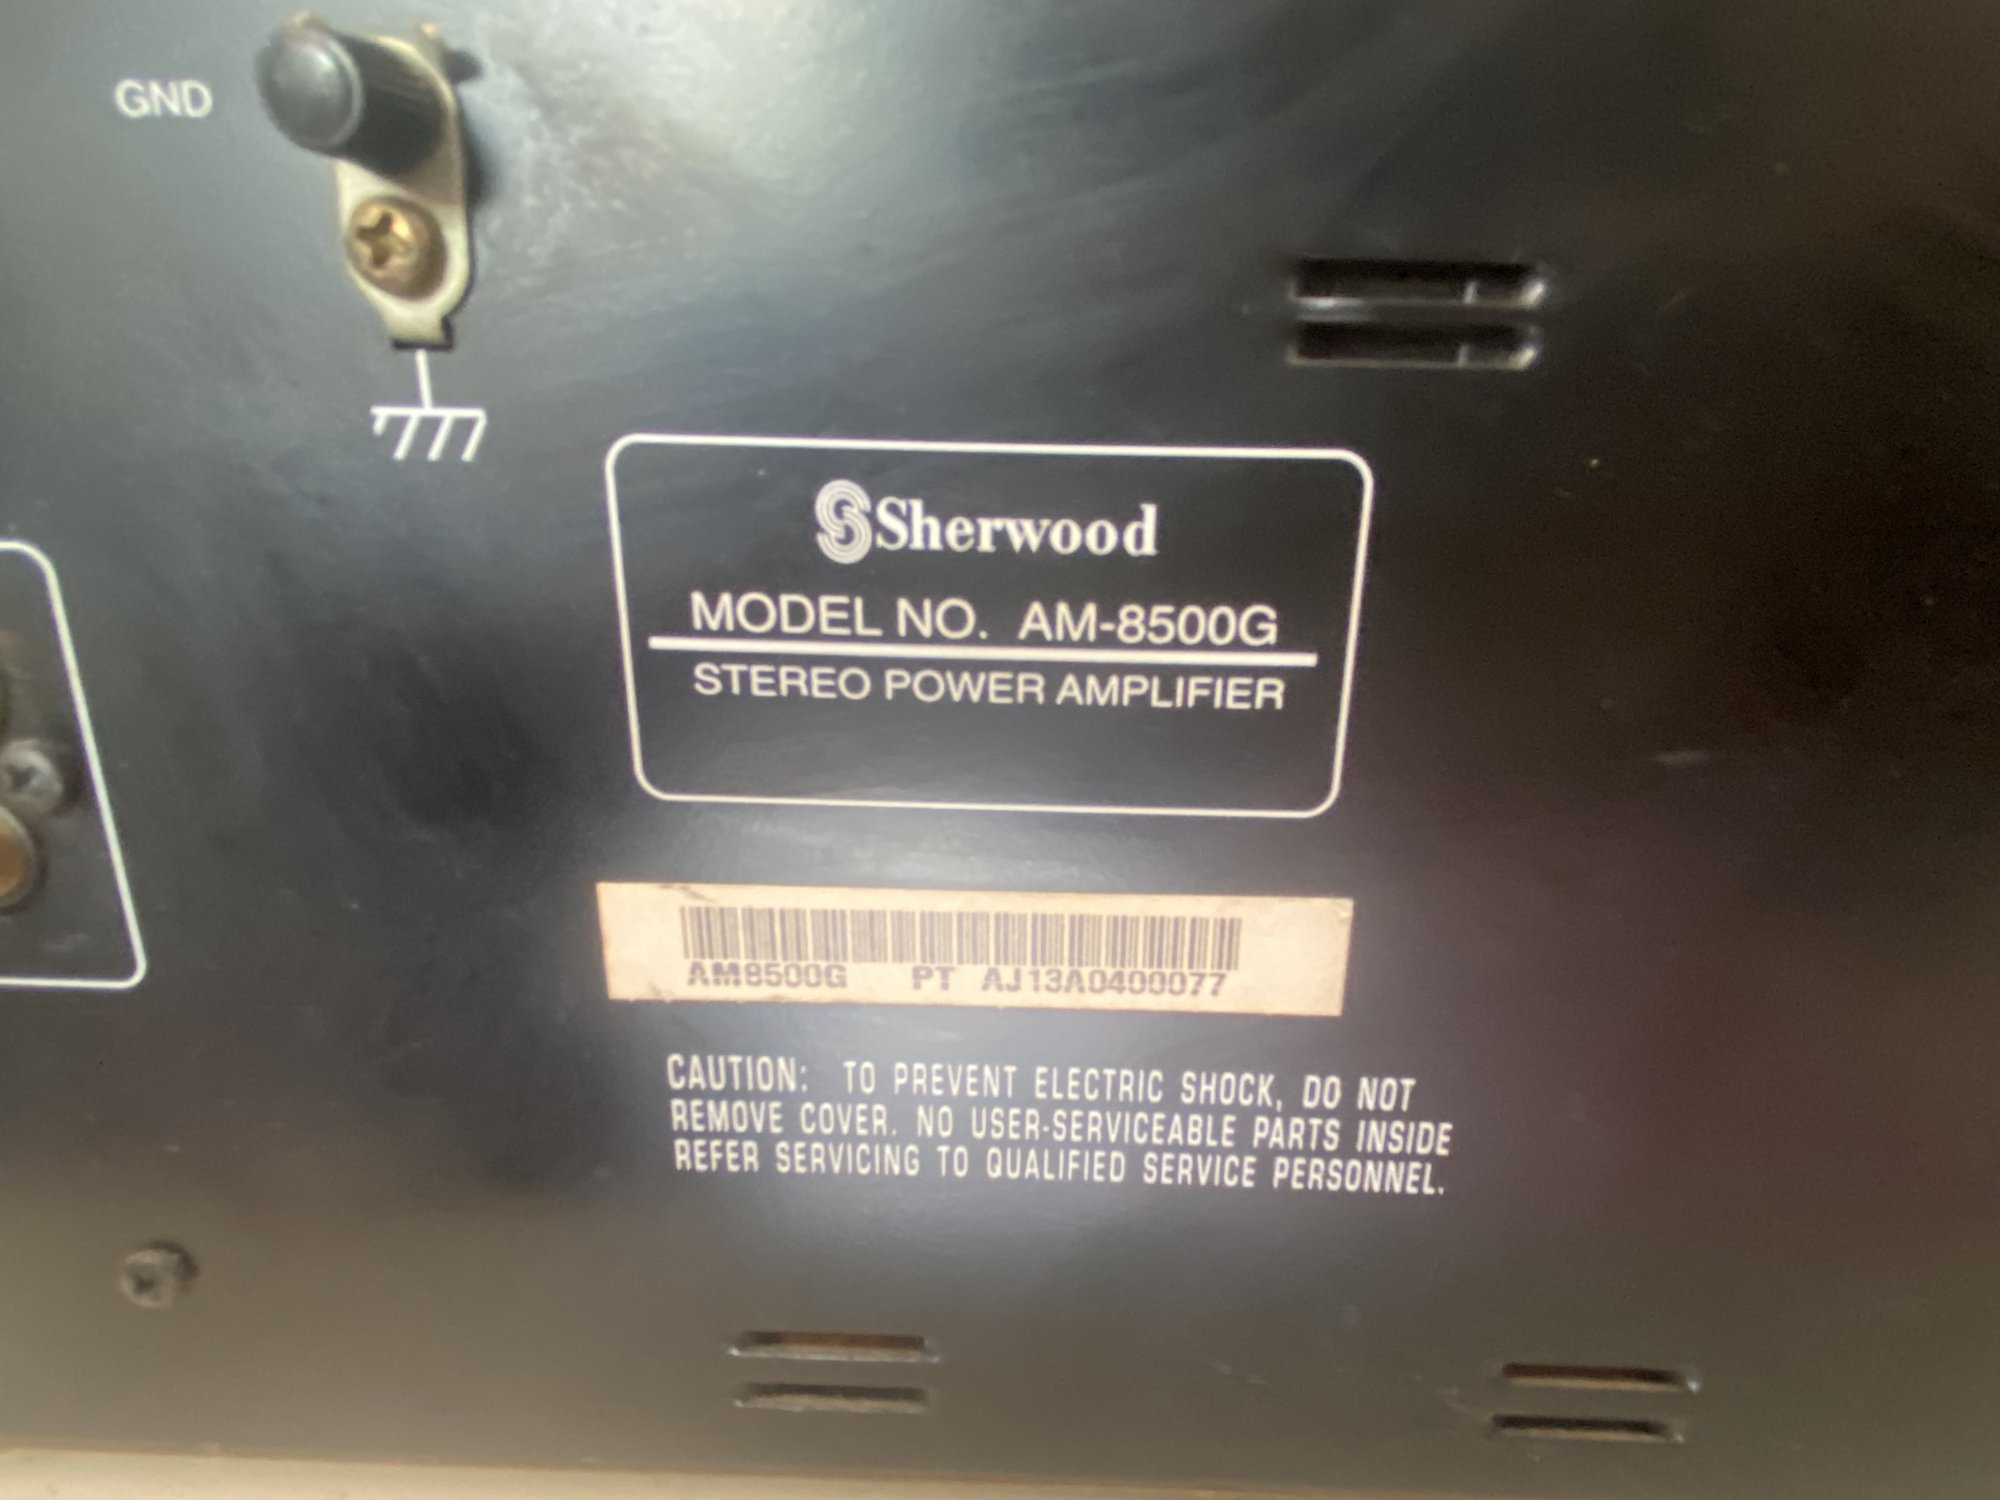 GND
Sherwood
MODEL NO. AM-8500G
STEREO POWER AMPLIFIER
AM8500G PT AJ13A0400077
CAUTION: TO PREVENT ELECTRIC SHOCK, DO NOT
REMOVE COVER. NO USER-SERVICEABLE PARTS INSIDE
REFER SERVICING TO QUALIFIED SERVICE PERSONNEL.